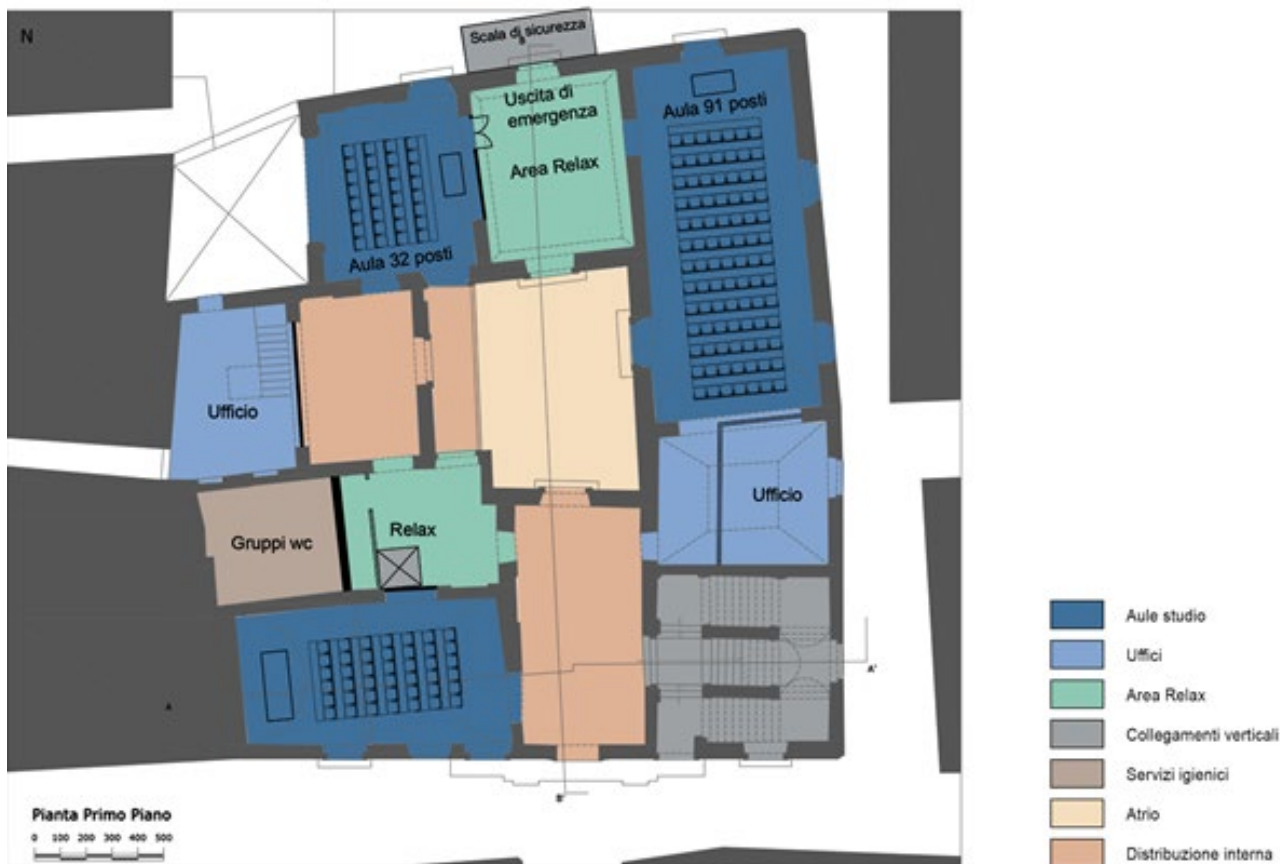 N
Scala di sicurezza
B
Uscita di
emergenza
Aula 91 posti
Area Relax
Aula 32 posti
Ufficio
Ufficio
Relax
Gruppi wc
A
A'
B'
Pianta Primo Piano
0 100 200 300 400 500
Aule studio
Uffici
Area Relax
Collegamenti verticali
Servizi igienici
Atrio
Distribuzione interna